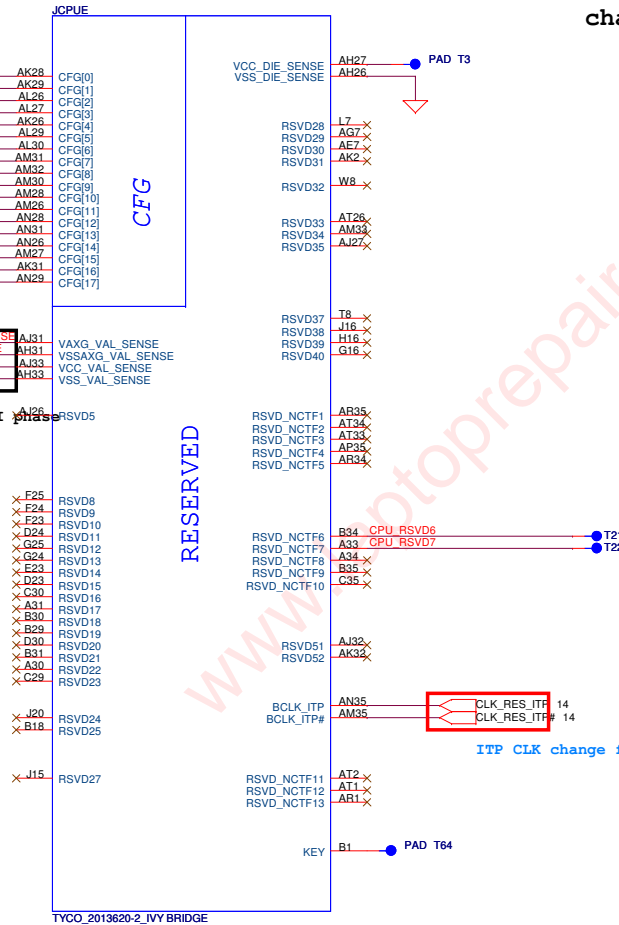 JCPUE
cha
VCC_DIE_SENSE AH27 PAD T3
VSS_DIE_SENSE AH26
AK28 CFG[0]
AK29 CFG[1]
AL26 CFG[2]
AL27 CFG[3]
AK26 CFG[4]
AL29 CFG[5]
AL30 CFG[6]
AM31 CFG[7]
AM32 CFG[8]
AM30 CFG[9]
AM28 CFG[10]
AM26 CFG[11]
AN28 CFG[12]
AN31 CFG[13]
AN26 CFG[14]
AM27 CFG[15]
AK31 CFG[16]
AN29 CFG[17]
CFG
RSVD28 L7
RSVD29 AG7
RSVD30 AE7
RSVD31 AK2
RSVD32 W8
RSVD33 AT26
RSVD34 AM33
RSVD35 AJ27
RSVD37 T8
RSVD38 J16
RSVD39 H16
RSVD40 G16
SE AJ31 VAXG_VAL_SENSE
E AH31 VSSAXG_VAL_SENSE
AJ33 VCC_VAL_SENSE
AH33 VSS_VAL_SENSE
AJ26 RSVD5
I phase
RESERVED
RSVD_NCTF1 AR35
RSVD_NCTF2 AT34
RSVD_NCTF3 AT33
RSVD_NCTF4 AP35
RSVD_NCTF5 AR34
F25 RSVD8
F24 RSVD9
F23 RSVD10
D24 RSVD11
G25 RSVD12
G24 RSVD13
E23 RSVD14
D23 RSVD15
C30 RSVD16
A31 RSVD17
B30 RSVD18
B29 RSVD19
D30 RSVD20
B31 RSVD21
A30 RSVD22
C29 RSVD23
RSVD_NCTF6 B34 CPU_RSVD6 T21
RSVD_NCTF7 A33 CPU_RSVD7 T22
RSVD_NCTF8 A34
RSVD_NCTF9 B35
RSVD_NCTF10 C35
RSVD51 AJ32
RSVD52 AK32
J20 RSVD24
B18 RSVD25
BCLK_ITP AN35 CLK_RES_ITP 14
BCLK_ITP# AM35 CLK_RES_ITP# 14
ITP CLK change f
J15 RSVD27
RSVD_NCTF11 AT2
RSVD_NCTF12 AT1
RSVD_NCTF13 AR1
KEY B1 PAD T64
TYCO_2013620-2_IVY BRIDGE
www.laptoprepair